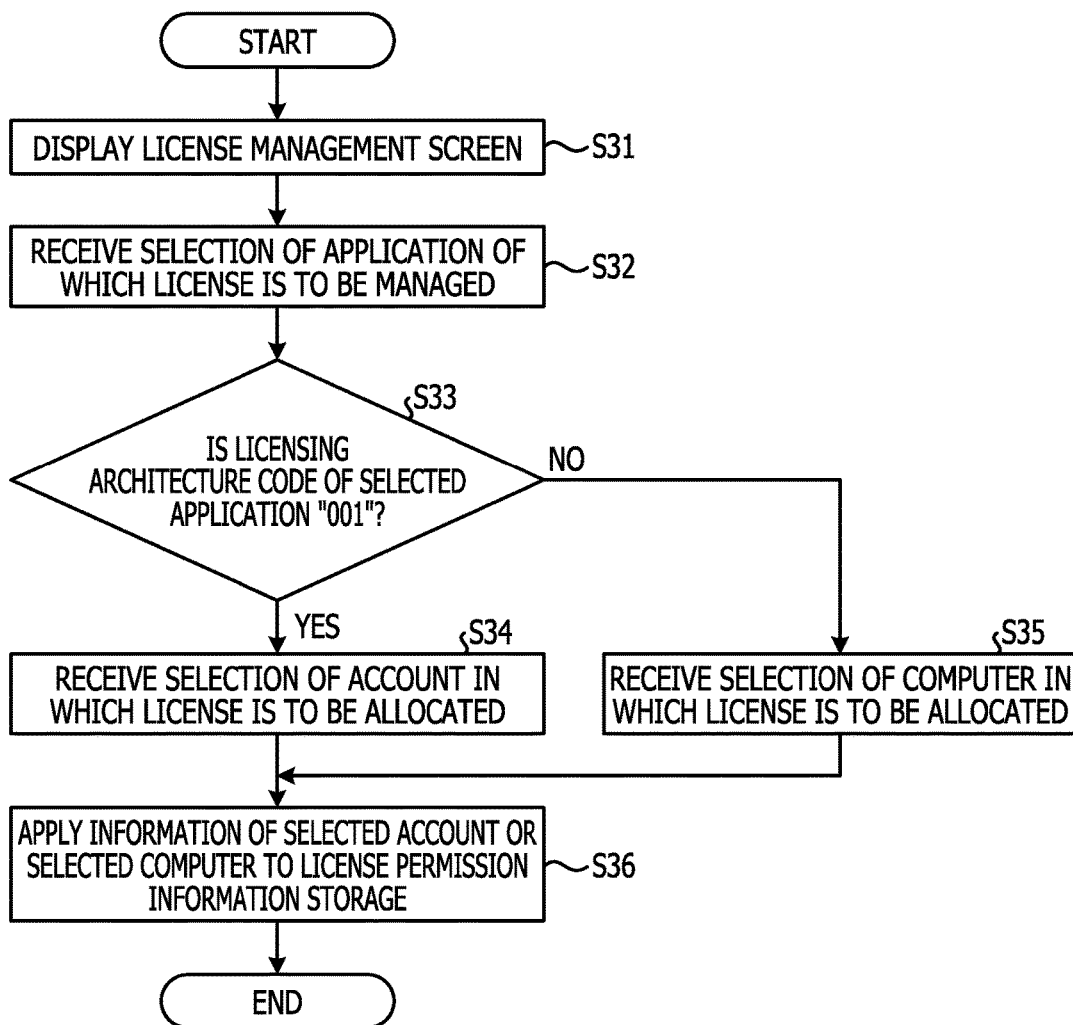 START
DISPLAY LICENSE MANAGEMENT SCREEN
S31
RECEIVE SELECTION OF APPLICATION OF
WHICH LICENSE IS TO BE MANAGED
S32
S33
IS LICENSING
ARCHITECTURE CODE OF SELECTED
APPLICATION "001"?
NO
YES
S34
RECEIVE SELECTION OF ACCOUNT IN
WHICH LICENSE IS TO BE ALLOCATED
S35
RECEIVE SELECTION OF COMPUTER IN
WHICH LICENSE IS TO BE ALLOCATED
APPLY INFORMATION OF SELECTED ACCOUNT OR
SELECTED COMPUTER TO LICENSE PERMISSION
INFORMATION STORAGE
S36
END